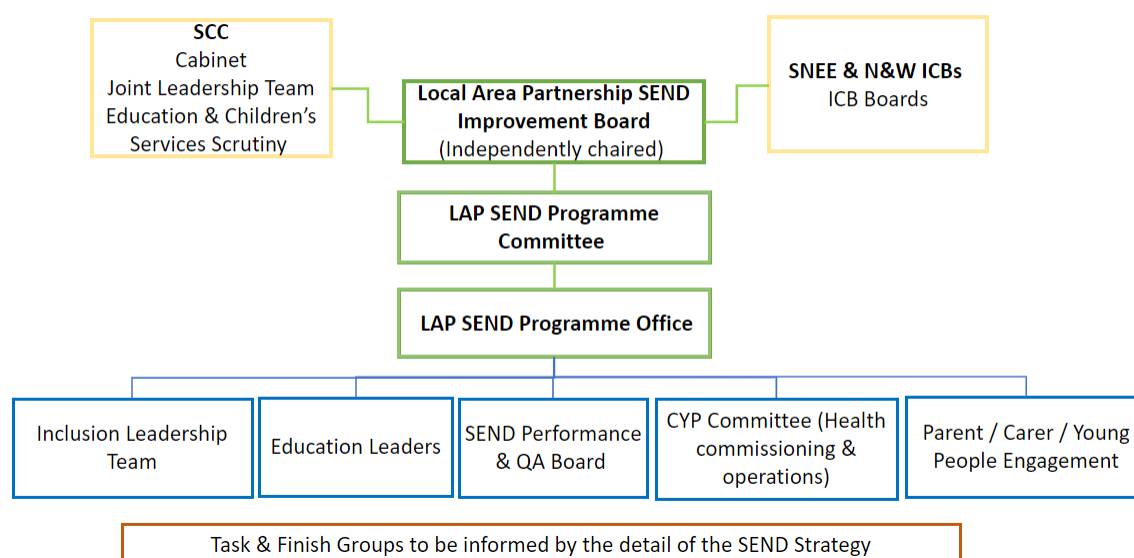 SCC
Cabinet
Joint Leadership Team
Education & Children's
Services Scrutiny
Local Area Partnership SEND
Improvement Board
(Independently chaired)
SNEE & N&W ICBs
ICB Boards
LAP SEND Programme
Committee
LAP SEND Programme Office
Inclusion Leadership
Team
Education Leaders
SEND Performance
& QA Board
CYP Committee (Health
commissioning &
operations)
Parent / Carer / Young
People Engagement
Task & Finish Groups to be informed by the detail of the SEND Strategy